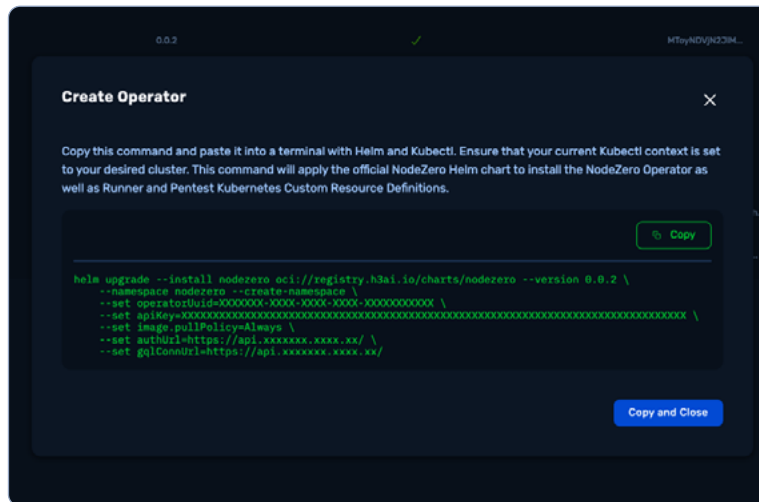 0.0.2
Create Operator
Copy this command and paste it into a terminal with Helm and Kubectl. Ensure that your current Kubectl context is set
to your desired cluster. This command will apply the official NodeZero Helm chart to install the NodeZero Operator as
well as Runner and Pentest Kubernetes Custom Resource Definitions.
Copy
helm upgrade --install nodezero oci://registry.h3ai.io/charts/nodezero --version 0.0.2 \
--namespace nodezero --create-namespace \
--set operatorUuid=XXXXXXX-XXXX-XXXX-XXXX-XXXXXXXXXXX \
--set apiKey=XXXXXXXXXXXXXXXXXXXXXXXXXXXXXXXXXXXXXXXXXXXXXXXXXXXXXXXXXXXXXXXXXXXXXXXXXXX \
--set image.pullPolicy=Always \
--set authUrl=https://api.xxxxxxx.xxxx.xx/ \
--set gqlConnUrl=https://api.xxxxxxx.xxxx.xx/
Copy and Close